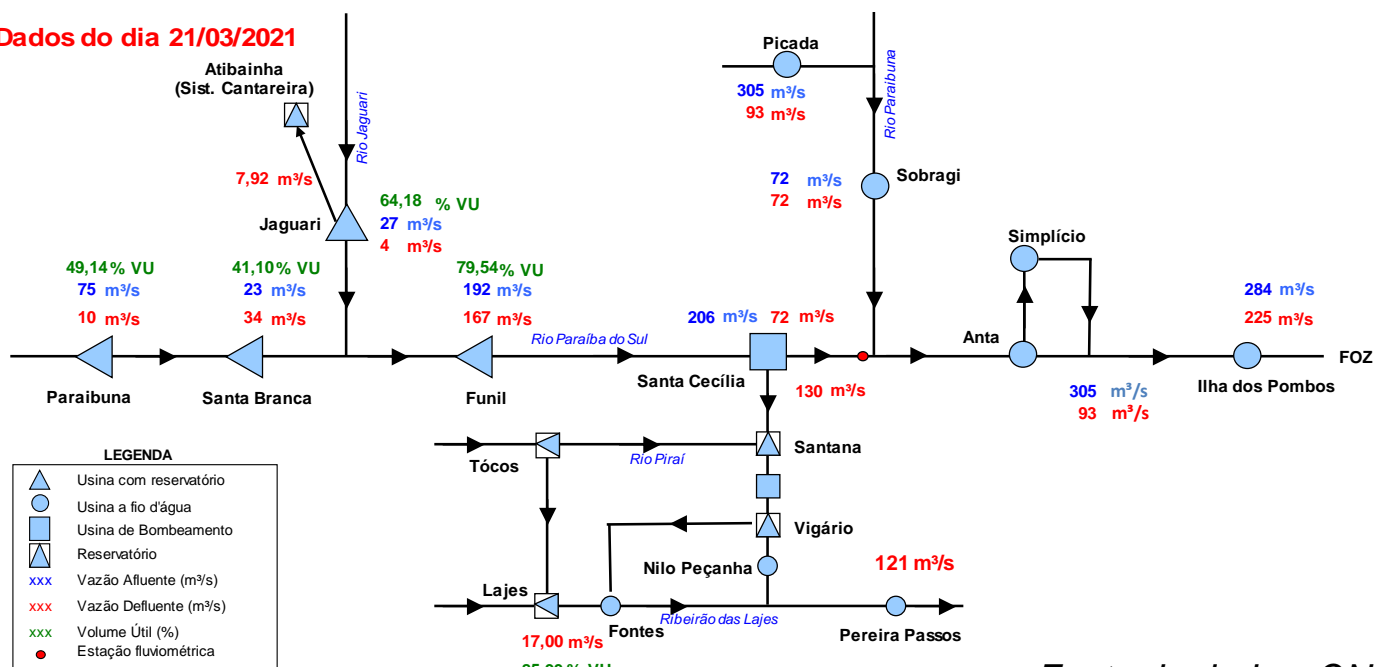 Dados do dia 21/03/2021
Atibainha
(Sist. Cantareira)
Rio Jaguari
7,92 m³/s
Jaguari
64,18 % VU
27 m³/s
4 m³/s
Picada
305 m³/s
93 m³/s
Rio Paraibuna
72 m³/s
72 m³/s
Sobragi
Simplício
49,14% VU
75 m³/s
10 m³/s
Paraibuna
41,10% VU
23 m³/s
34 m³/s
Santa Branca
79,54% VU
192 m³/s
167 m³/s
Funil
Rio Paraíba do Sul
206 m³/s 72 m³/s
Santa Cecília
130 m³/s
Anta
305 m³/s
93 m³/s
284 m³/s
225 m³/s
Ilha dos Pombos
FOZ
Tócos
Rio Piraí
Santana
Vigário
Nilo Peçanha
121 m³/s
Lajes
Fontes
Ribeirão das Lajes
Pereira Passos
17,00 m³/s
LEGENDA
Usina com reservatório
Usina a fio d'água
Usina de Bombeamento
Reservatório
xxx Vazão Afluente (m³/s)
xxx Vazão Defluente (m³/s)
xxx Volume Útil (%)
Estação fluviométrica